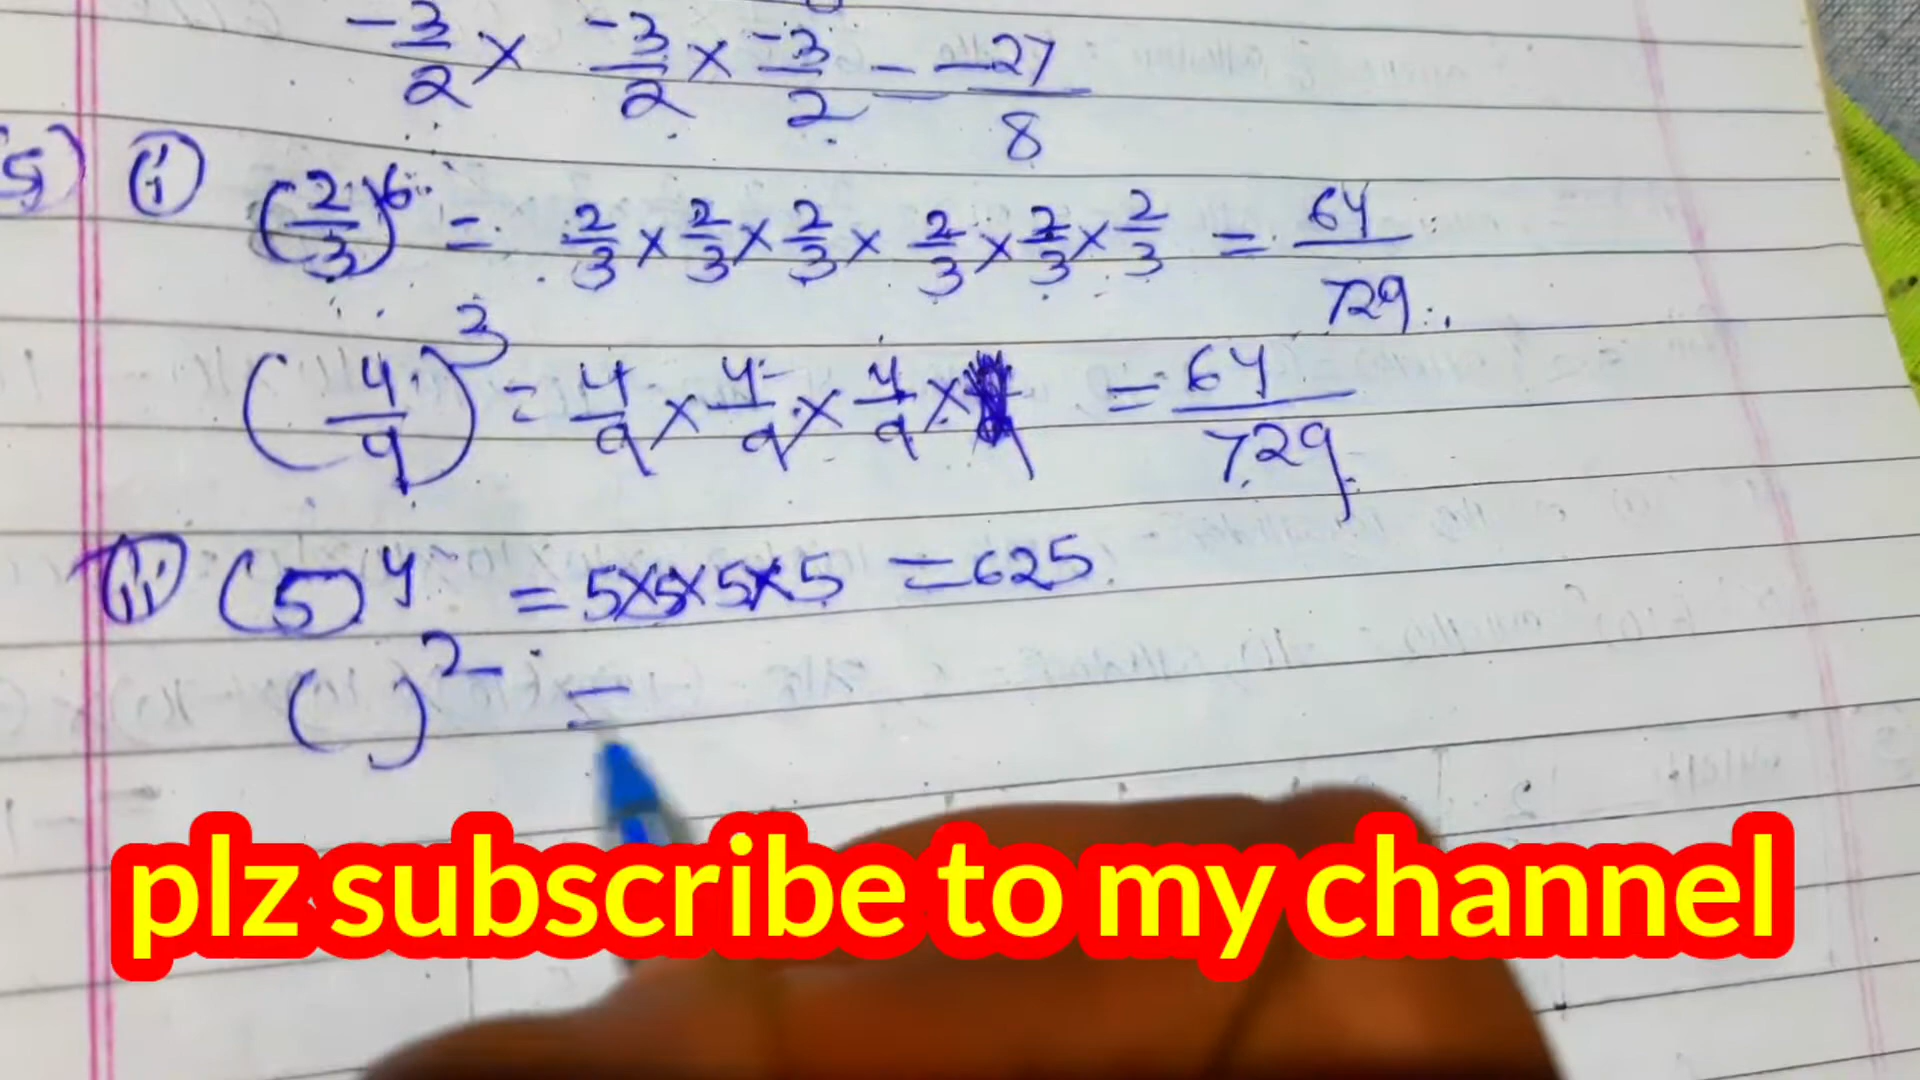 -3/2 × -3/2 × -3/2 = -27/8
5) (i) (2/3)^6 = 2/3 × 2/3 × 2/3 × 2/3 × 2/3 × 2/3 = 64/729
(4/9)^3 = 4/9 × 4/9 × 4/9 × = 64/729
(ii) (5)^4 = 5×5×5×5 = 625
( )^2 =
plz subscribe to my channel